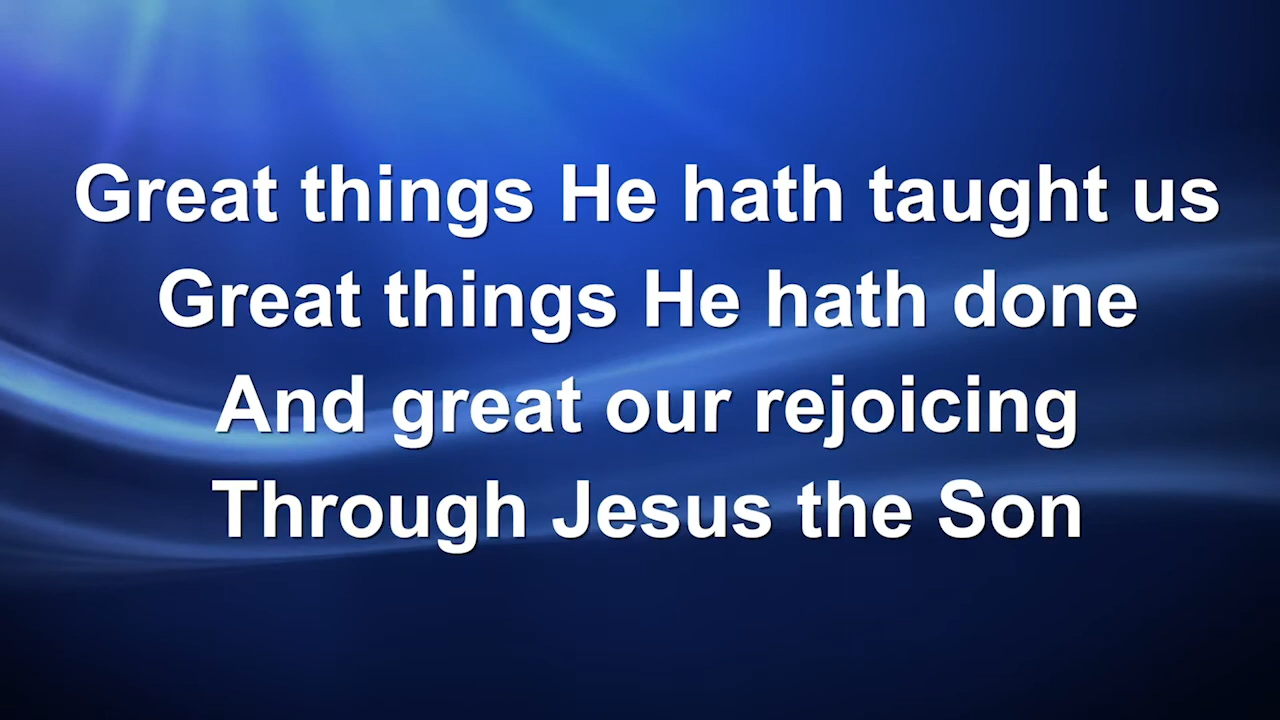 Great things He hath taught us
Great things He hath done
And great our rejoicing
Through Jesus the Son